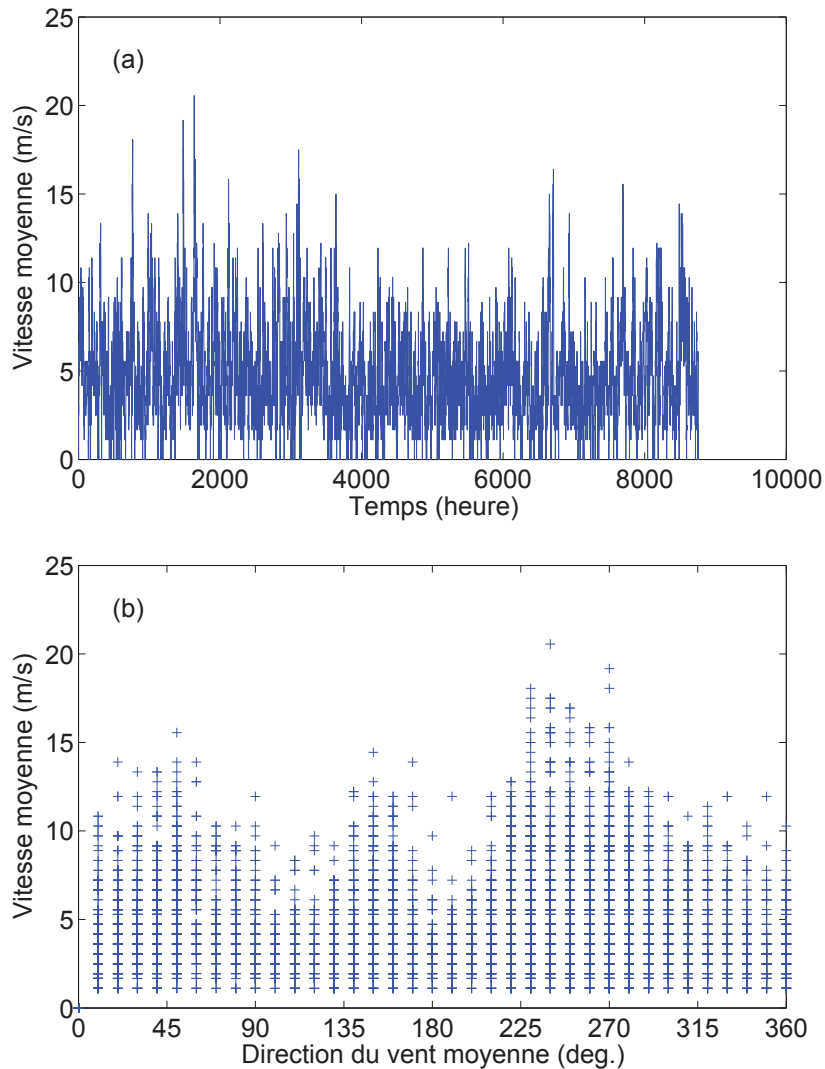 (a)
Vitesse moyenne (m/s)
25
20
15
10
5
0
0 2000 4000 6000 8000 10000
Temps (heure)
(b)
Vitesse moyenne (m/s)
25
20
15
10
5
0
0 45 90 135 180 225 270 315 360
Direction du vent moyenne (deg.)